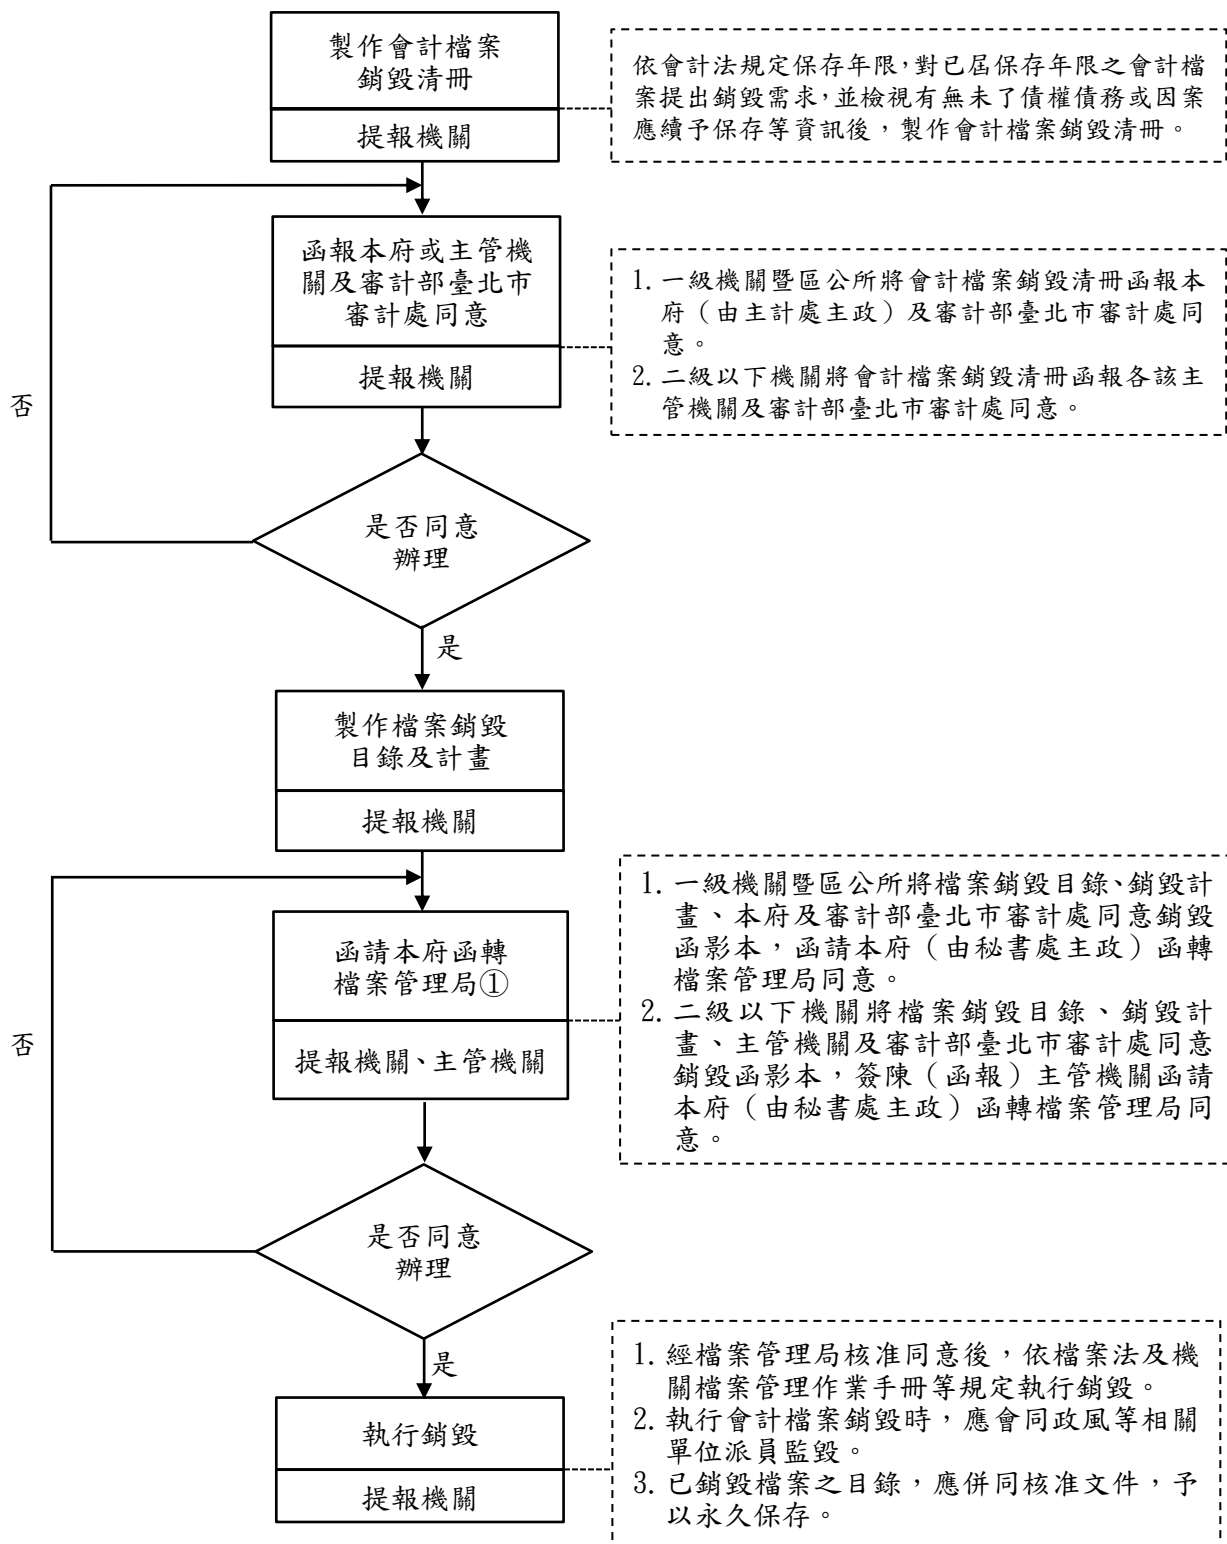 製作會計檔案
銷毀清冊
提報機關
依會計法規定保存年限，對已屆保存年限之會計檔
案提出銷毀需求，並檢視有無未了債權債務或因案
應續予保存等資訊後，製作會計檔案銷毀清冊。
函報本府或主管機
關及審計部臺北市
審計處同意
提報機關
1. 一級機關暨區公所將會計檔案銷毀清冊函報本
府（由主計處主政）及審計部臺北市審計處同
意。
2. 二級以下機關將會計檔案銷毀清冊函報各該主
管機關及審計部臺北市審計處同意。
否
是否同意
辦理
是
製作檔案銷毀
目錄及計畫
提報機關
函請本府函轉
檔案管理局①
提報機關、主管機關
1. 一級機關暨區公所將檔案銷毀目錄、銷毀計
畫、本府及審計部臺北市審計處同意銷毀
函影本，函請本府（由秘書處主政）函轉
檔案管理局同意。
2. 二級以下機關將檔案銷毀目錄、銷毀計
畫、主管機關及審計部臺北市審計處同意
銷毀函影本，簽陳（函報）主管機關函請
本府（由秘書處主政）函轉檔案管理局同
意。
否
是否同意
辦理
是
執行銷毀
提報機關
1. 經檔案管理局核准同意後，依檔案法及機
關檔案管理作業手冊等規定執行銷毀。
2. 執行會計檔案銷毀時，應會同政風等相關
單位派員監毀。
3. 已銷毀檔案之目錄，應併同核准文件，予
以永久保存。